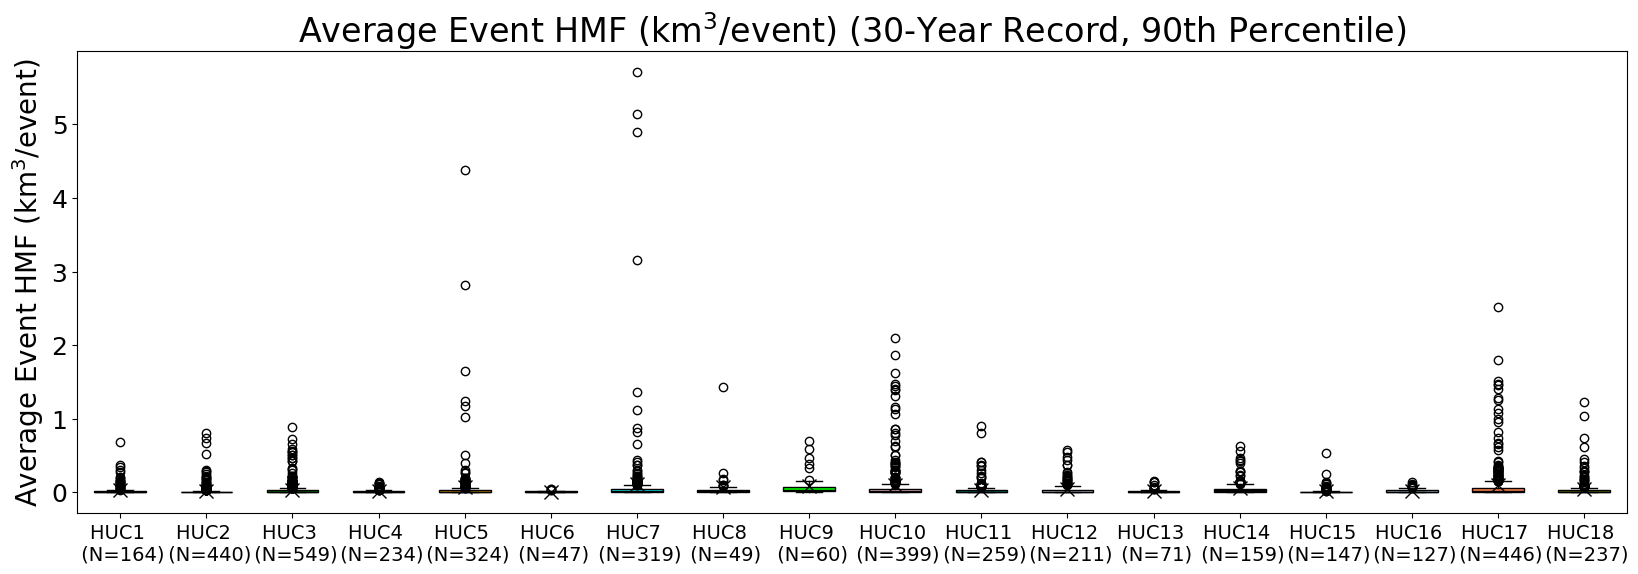 Average Event HMF (km³/event) (30-Year Record, 90th Percentile)
Average Event HMF (km³/event)
5
4
3
2
1
0
HUC1 HUC2 HUC3 HUC4 HUC5 HUC6 HUC7 HUC8 HUC9 HUC10 HUC11 HUC12 HUC13 HUC14 HUC15 HUC16 HUC17 HUC18
(N=164) (N=440) (N=549) (N=234) (N=324) (N=47) (N=319) (N=49) (N=60) (N=399) (N=259) (N=211) (N=71) (N=159) (N=147) (N=127) (N=446) (N=237)